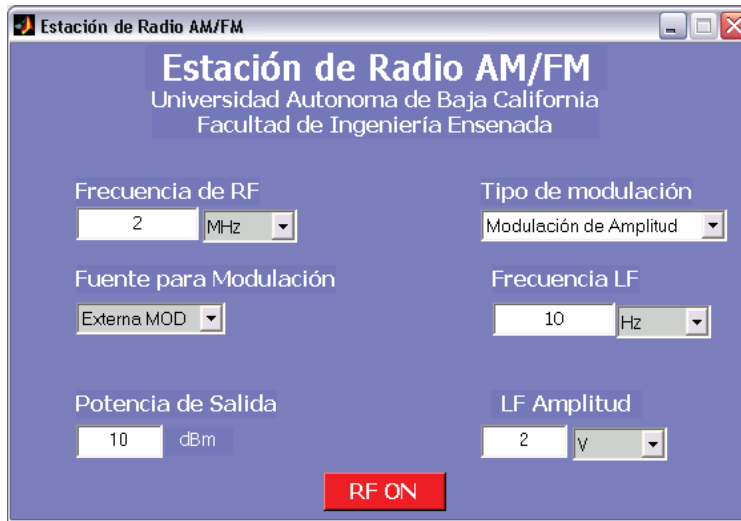 Estación de Radio AM/FM
Estación de Radio AM/FM
Universidad Autonoma de Baja California
Facultad de Ingeniería Ensenada
Frecuencia de RF
Tipo de modulación
2 MHz
Modulación de Amplitud
Fuente para Modulación
Frecuencia LF
Externa MOD
10 Hz
Potencia de Salida
LF Amplitud
10 dBm
2 V
RF ON